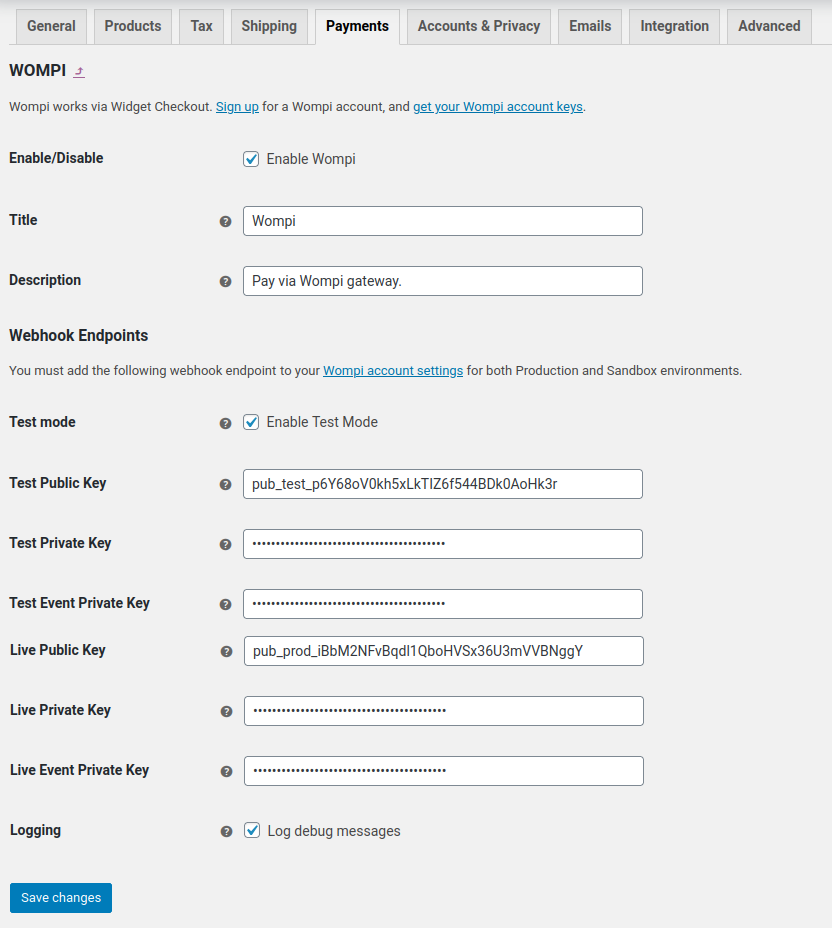 General Products Tax Shipping Payments Accounts & Privacy Emails Integration Advanced
WOMPI
Wompi works via Widget Checkout. Sign up for a Wompi account, and get your Wompi account keys.
Enable/Disable Enable Wompi
Title Wompi
Description Pay via Wompi gateway.
Webhook Endpoints
You must add the following webhook endpoint to your Wompi account settings for both Production and Sandbox environments.
Test mode Enable Test Mode
Test Public Key pub_test_p6Y68oV0kh5xLkTIZ6f544BDk0AoHk3r
Test Private Key
Test Event Private Key
Live Public Key pub_prod_iBbM2NFvBqdI1QboHVSx36U3mVVBNggY
Live Private Key
Live Event Private Key
Logging Log debug messages
Save changes